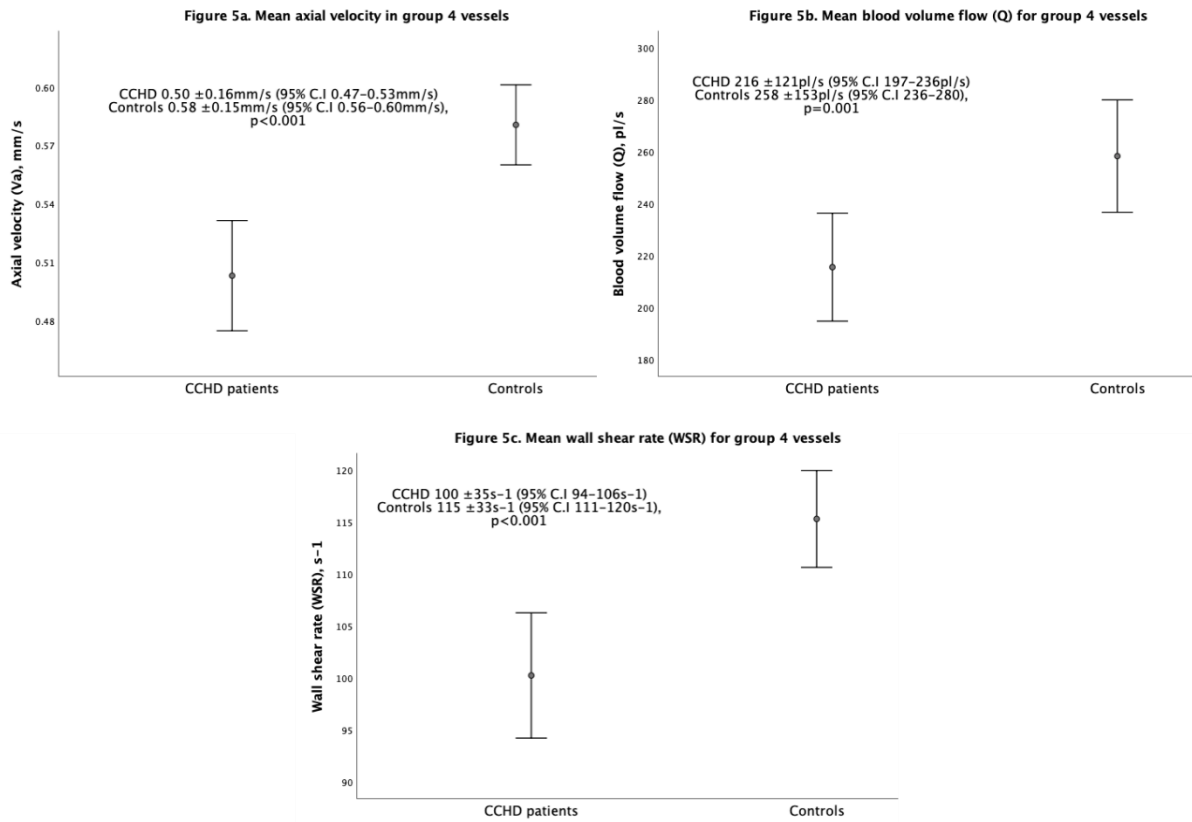 Figure 5a. Mean axial velocity in group 4 vessels
CCHD 0.50 ±0.16mm/s (95% C.I 0.47-0.53mm/s)
Controls 0.58 ±0.15mm/s (95% C.I 0.56-0.60mm/s),
p<0.001
Axial velocity (Va), mm/s
0.60
0.57
0.54
0.51
0.48
CCHD patients
Controls
Figure 5b. Mean blood volume flow (Q) for group 4 vessels
CCHD 216 ±121pl/s (95% C.I 197-236pl/s)
Controls 258 ±153pl/s (95% C.I 236-280),
p=0.001
Blood volume flow (Q), pl/s
300
280
260
240
220
200
180
CCHD patients
Controls
Figure 5c. Mean wall shear rate (WSR) for group 4 vessels
CCHD 100 ±35s-1 (95% C.I 94-106s-1)
Controls 115 ±33s-1 (95% C.I 111-120s-1),
p<0.001
Wall shear rate (WSR), s-1
120
115
110
105
100
95
90
CCHD patients
Controls